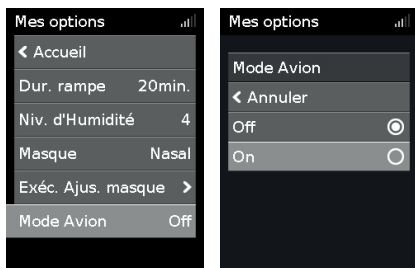 Mes options
Accueil
Dur. rampe 20min.
Niv. d'Humidité 4
Masque Nasal
Exéc. Ajus. masque
Mode Avion Off
Mes options
Mode Avion
Annuler
Off
On